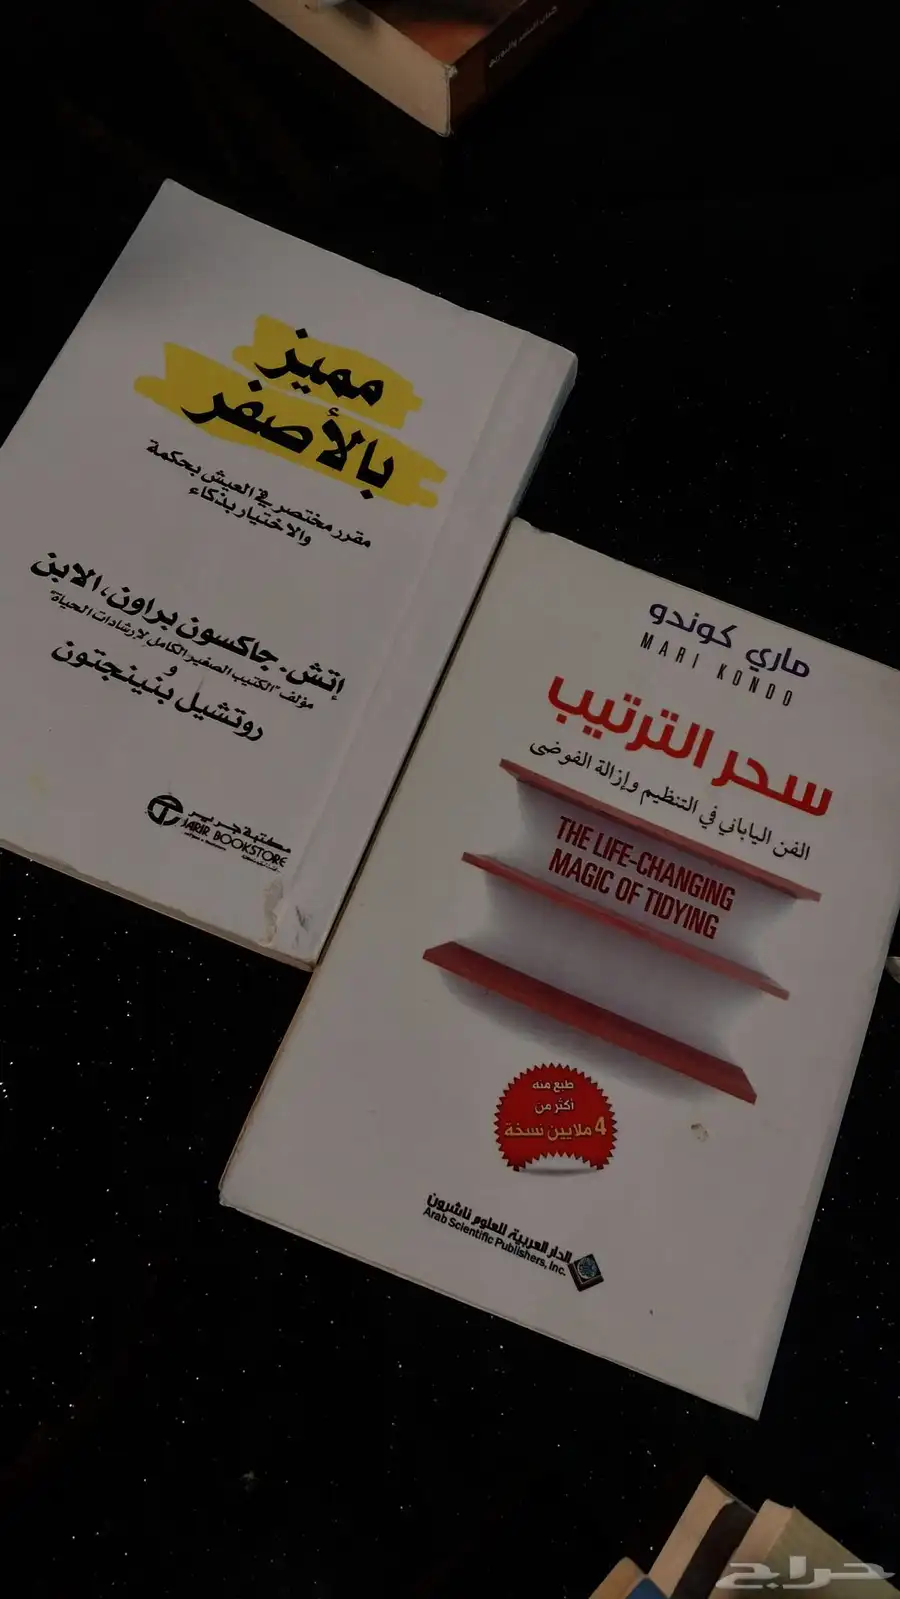 مميز
بالأصفر
مقرر مختصر في العيش بحكمة
والاختيار بذكاء
إتش. جاكسون براون، الابن
مؤلف "الكتيب الصغير الكامل لإرشادات الحياة"
و
روتشيل بنينجتون
مكتبة جرير
JARIR BOOKSTORE
ماري كوندو
MARI KONDO
سحر الترتيب
الفن الياباني في التنظيم وإزالة الفوضى
THE LIFE-CHANGING
MAGIC OF TIDYING
طبع منه
أكثر من
4 ملايين نسخة
الدار العربية للعلوم ناشرون
Arab Scientific Publishers, Inc.
حراج